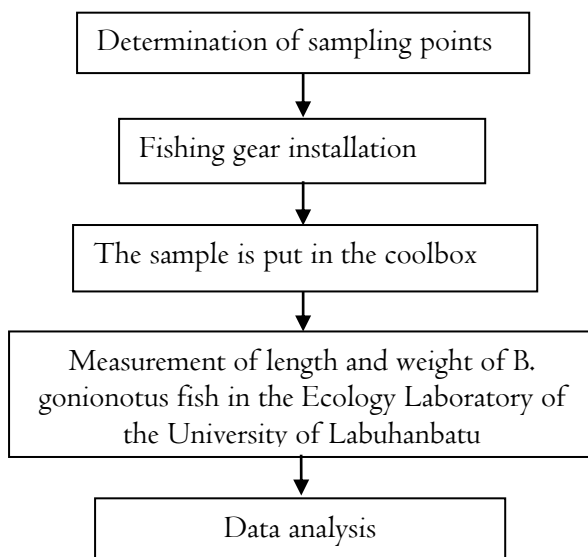 Determination of sampling points
Fishing gear installation
The sample is put in the coolbox
Measurement of length and weight of B.
gonionotus fish in the Ecology Laboratory of
the University of Labuhanbatu
Data analysis